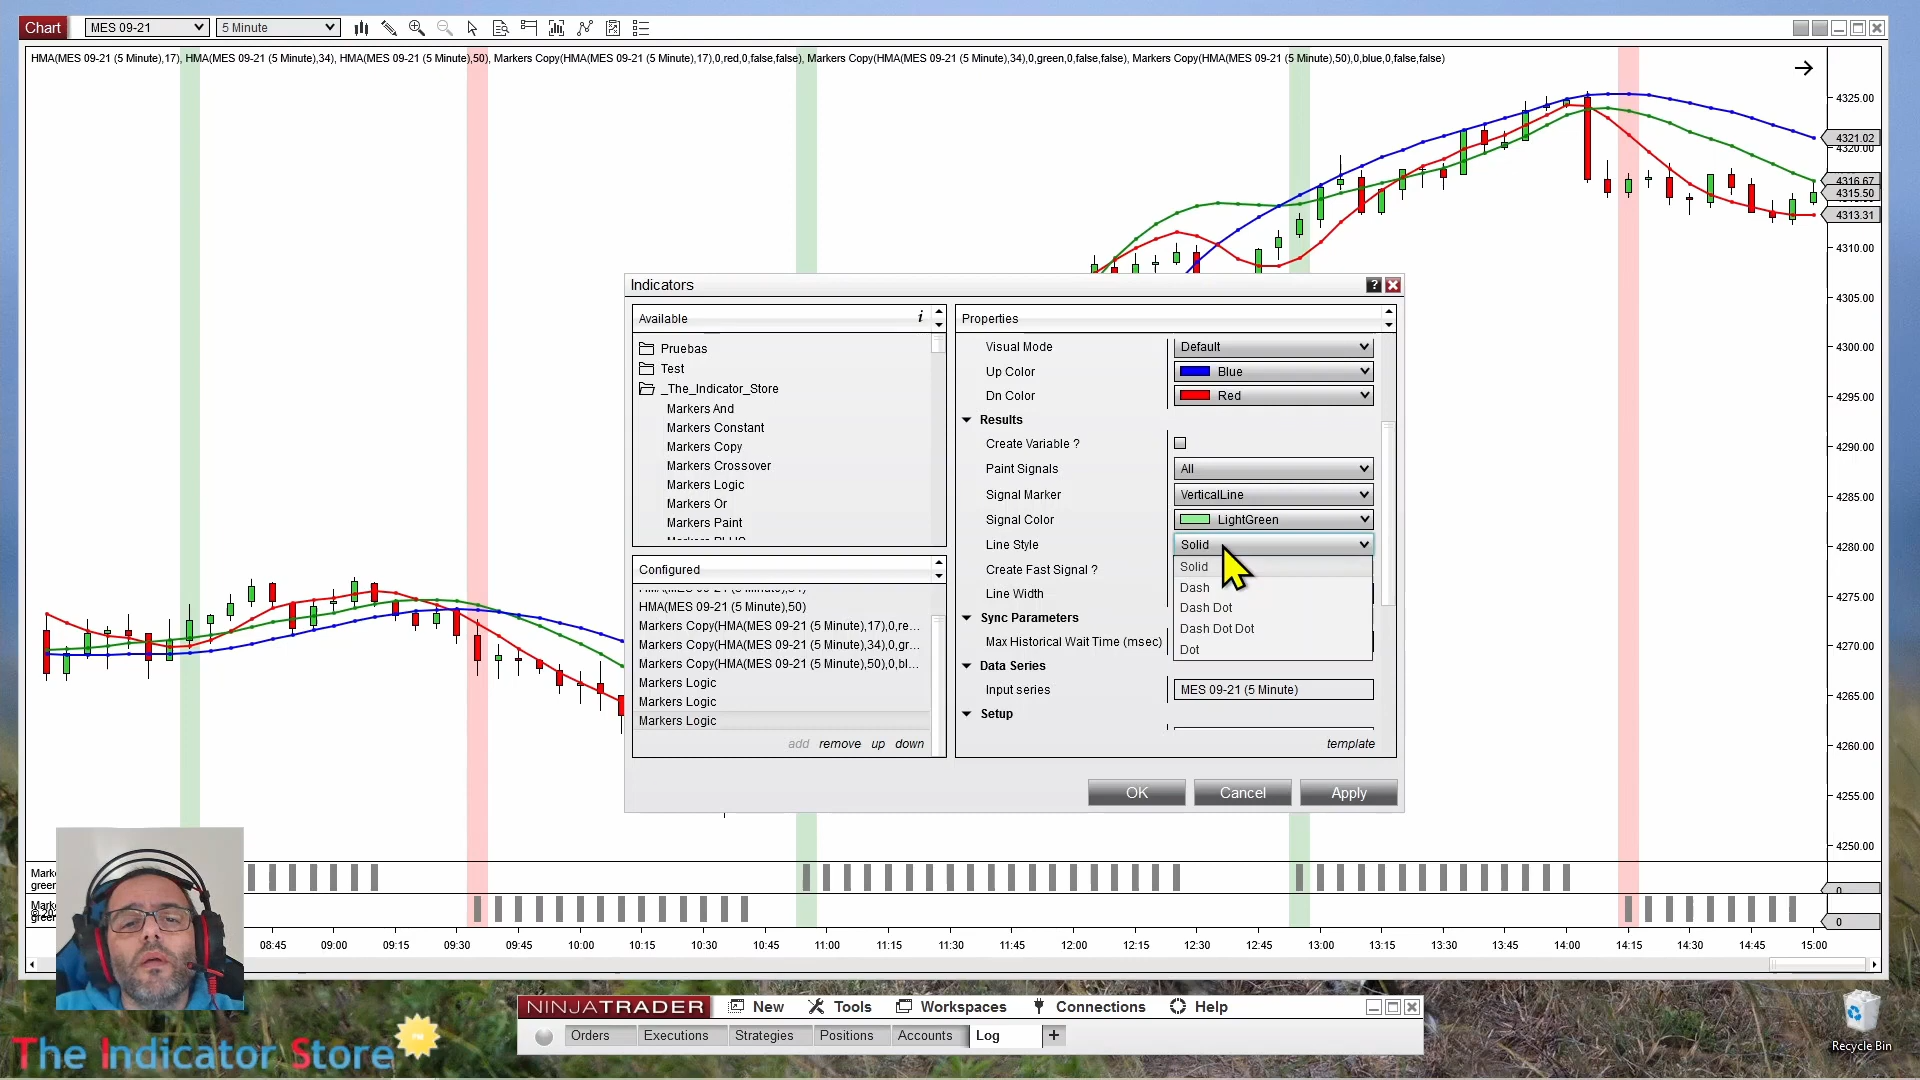 Chart
MES 09-21
5 Minute
HMA(MES 09-21 (5 Minute),17), HMA(MES 09-21 (5 Minute),34), HMA(MES 09-21 (5 Minute),50), Markers Copy(HMA(MES 09-21 (5 Minute),17),0,red,0,false,false), Markers Copy(HMA(MES 09-21 (5 Minute),34),0,green,0,false,false), Markers Copy(HMA(MES 09-21 (5 Minute),50),0,blue,0,false,false)
4325.00
4321.02
4320.00
4316.67
4315.50
4313.31
4310.00
4305.00
4300.00
4295.00
4290.00
4285.00
4280.00
4275.00
4270.00
4265.00
4260.00
4255.00
4250.00
0
0
Indicators
?
Available
i
Pruebas
Test
_The_Indicator_Store
Markers And
Markers Constant
Markers Copy
Markers Crossover
Markers Logic
Markers Or
Markers Paint
Configured
HMA(MES 09-21 (5 Minute),50)
Markers Copy(HMA(MES 09-21 (5 Minute),17),0,re...
Markers Copy(HMA(MES 09-21 (5 Minute),34),0,gr...
Markers Copy(HMA(MES 09-21 (5 Minute),50),0,bl...
Markers Logic
Markers Logic
Markers Logic
add remove up down
Properties
Visual Mode Default
Up Color Blue
Dn Color Red
Results
Create Variable ?
Paint Signals All
Signal Marker VerticalLine
Signal Color LightGreen
Line Style Solid
Solid
Dash
Dash Dot
Dash Dot Dot
Dot
Create Fast Signal ?
Line Width
Sync Parameters
Max Historical Wait Time (msec)
Data Series
Input series MES 09-21 (5 Minute)
Setup
template
OK Cancel Apply
Mark
green
Mark
green
08:45 09:00 09:15 09:30 09:45 10:00 10:15 10:30 10:45 11:00 11:15 11:30 11:45 12:00 12:15 12:30 12:45 13:00 13:15 13:30 13:45 14:00 14:15 14:30 14:45 15:00
NINJATRADER New Tools Workspaces Connections Help
Orders Executions Strategies Positions Accounts Log +
The Indicator Store
Recycle Bin